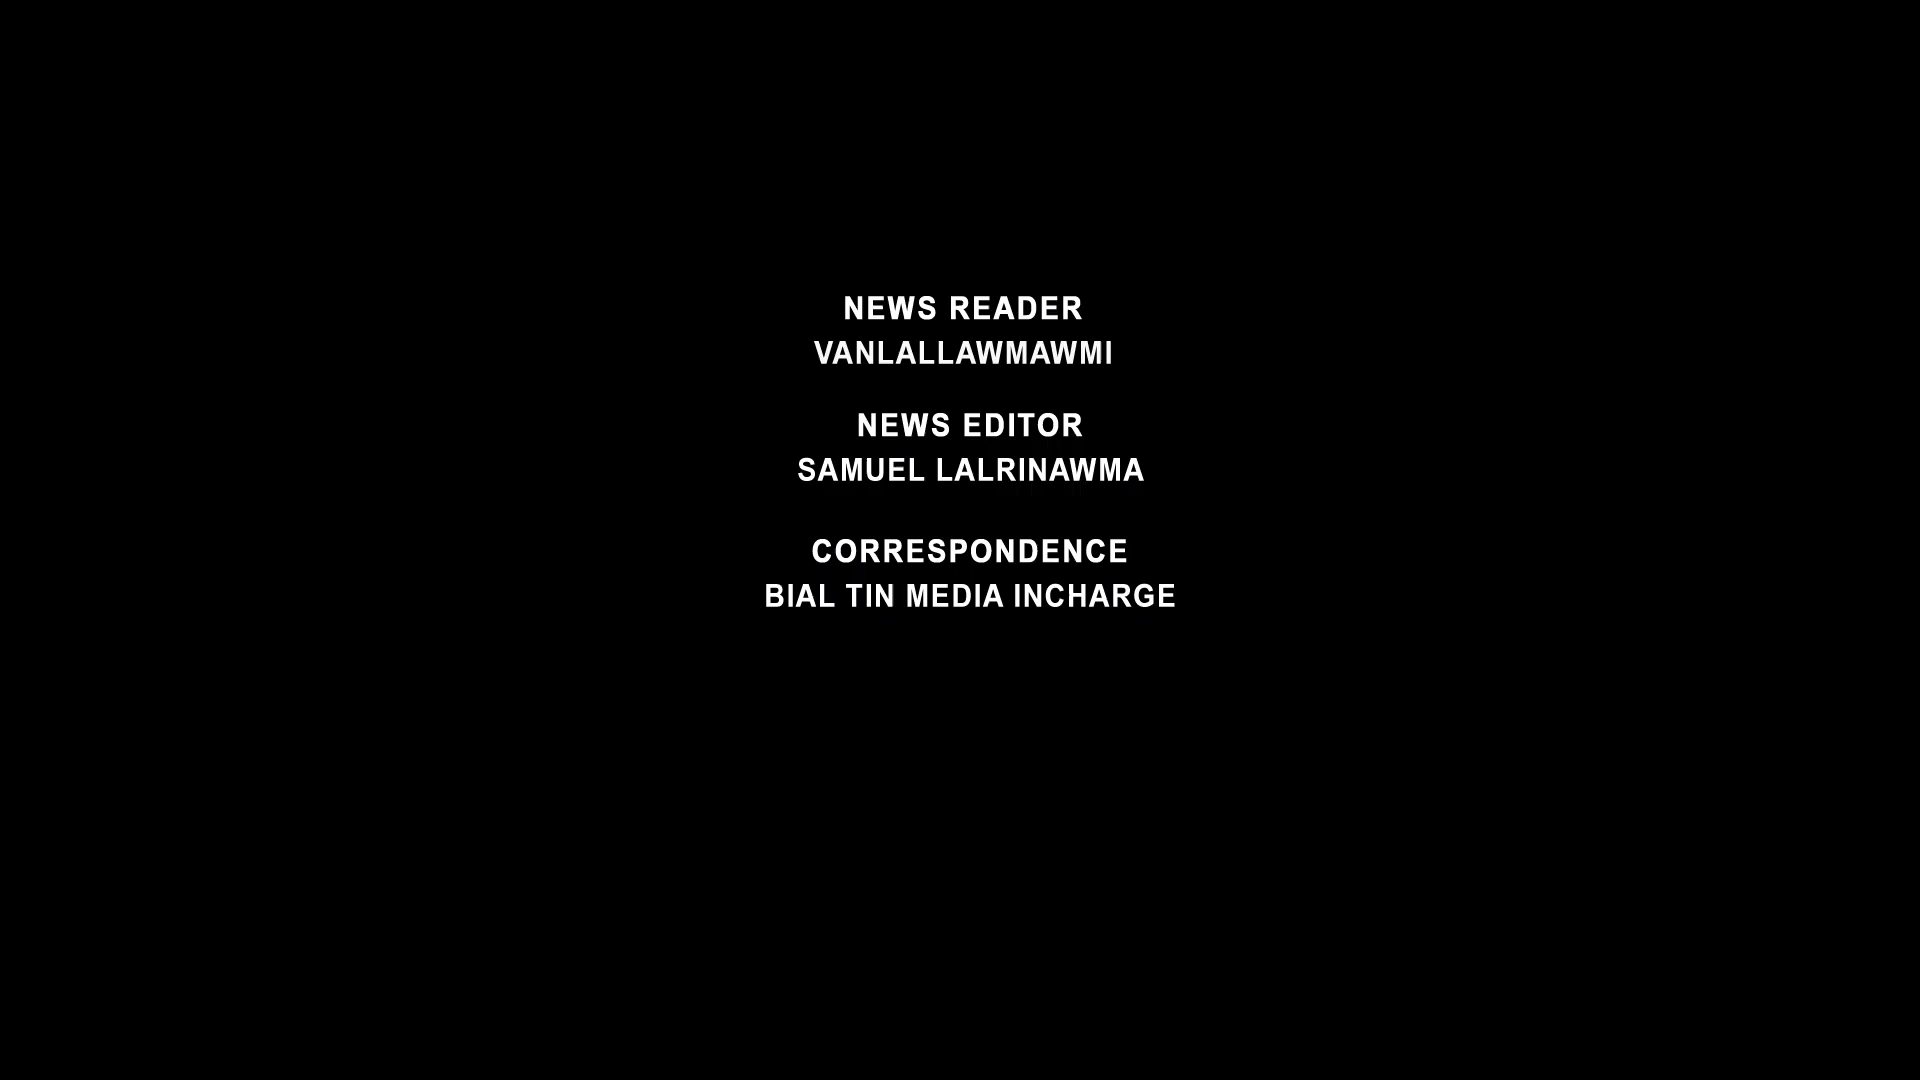 NEWS READER
VANLALLAWMAWMI
NEWS EDITOR
SAMUEL LALRINAWMA
CORRESPONDENCE
BIAL TIN MEDIA INCHARGE